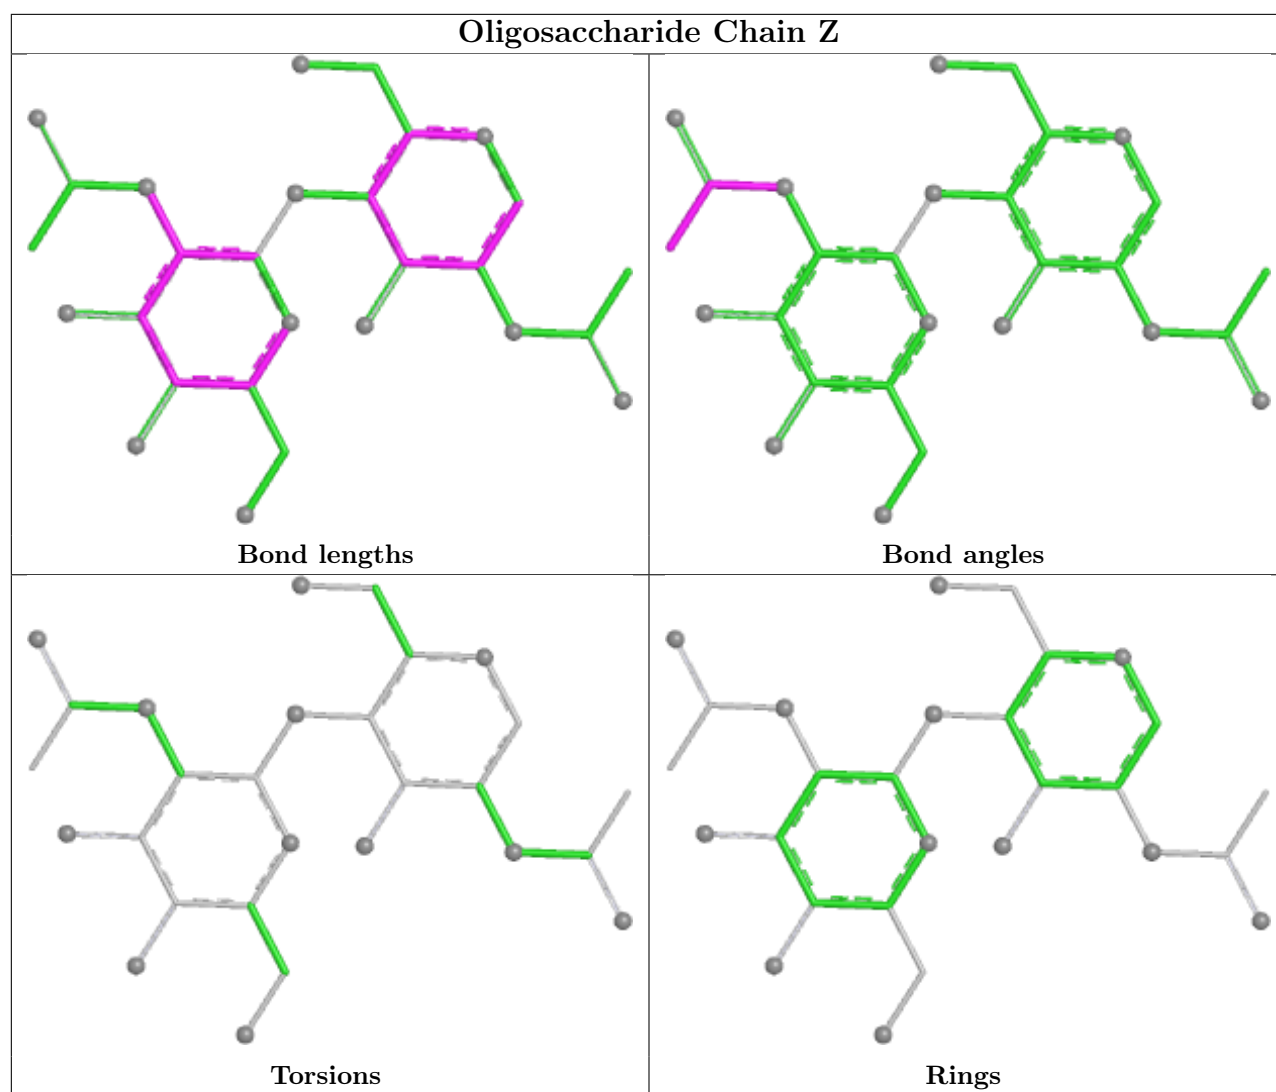 Oligosaccharide Chain Z
Bond lengths
Bond angles
Torsions
Rings